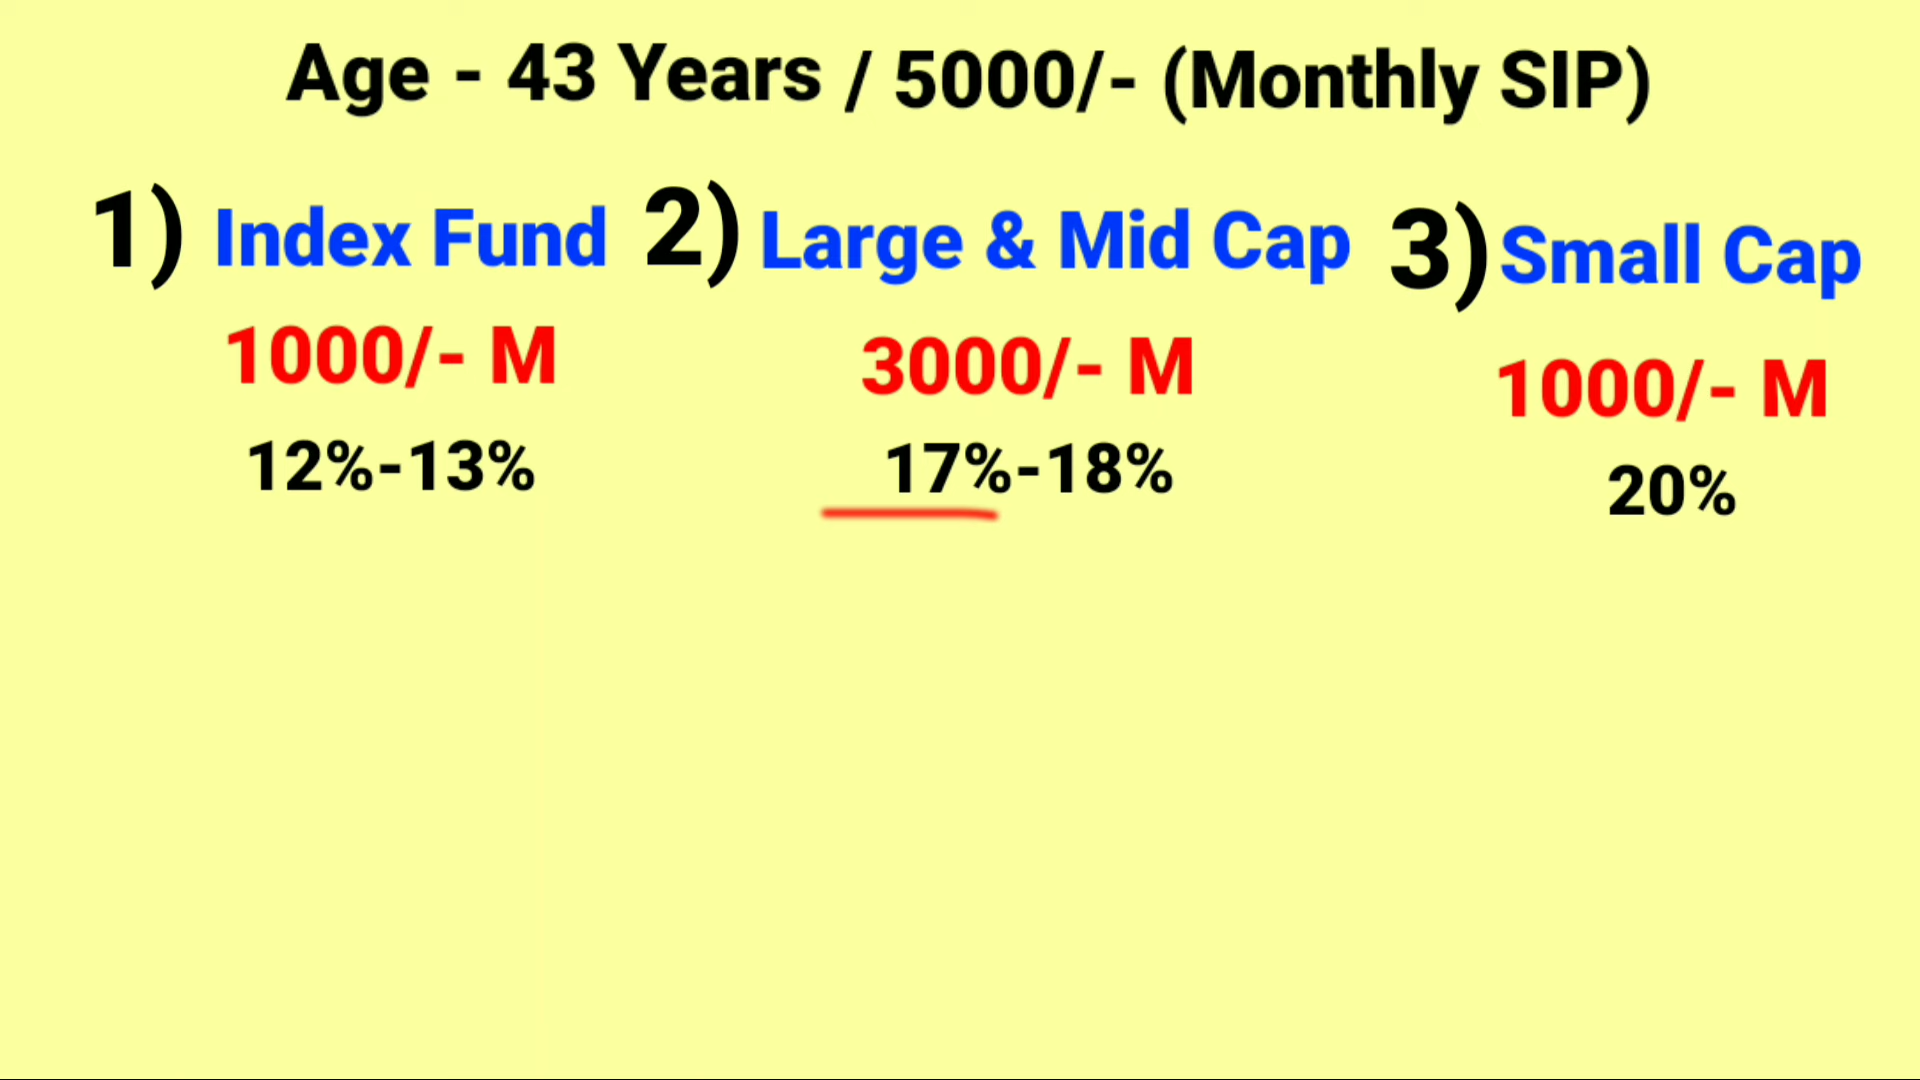 Age - 43 Years / 5000/- (Monthly SIP)
1) Index Fund
1000/- M
12%-13%
2) Large & Mid Cap
3000/- M
17%-18%
3) Small Cap
1000/- M
20%